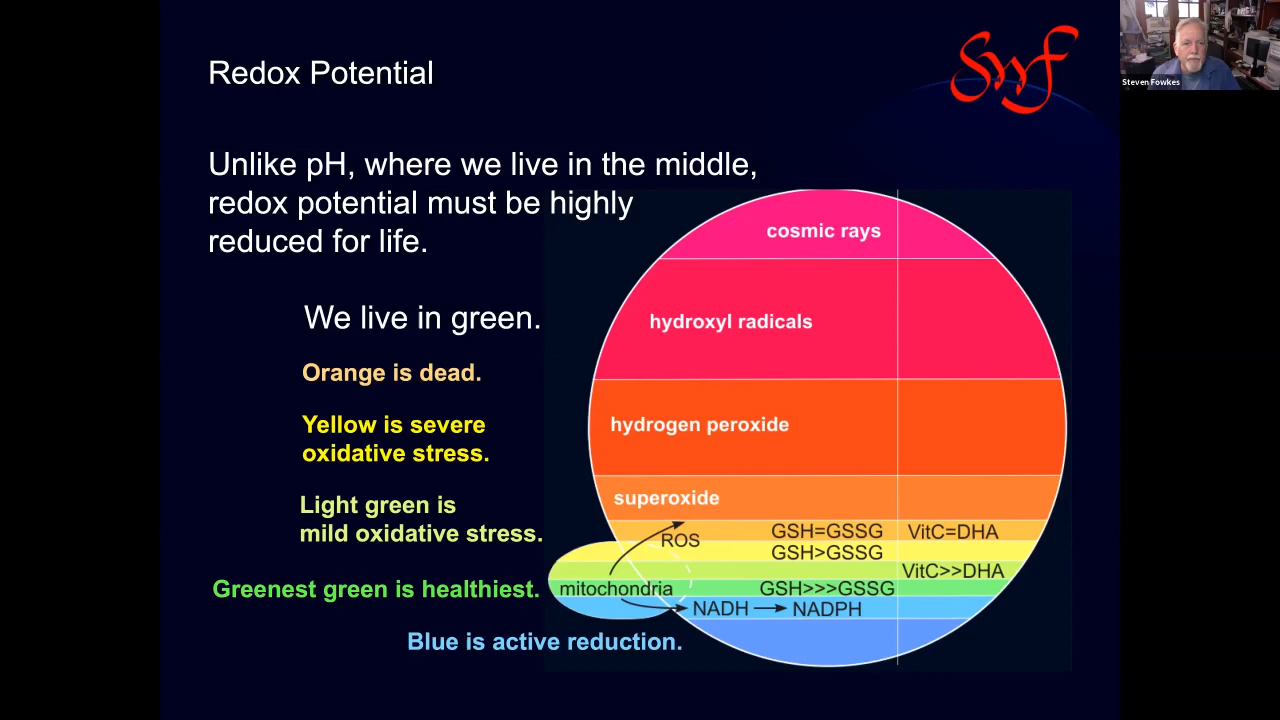 Redox Potential
Swf
Steven Fowkes
Unlike pH, where we live in the middle,
redox potential must be highly
reduced for life.
We live in green.
Orange is dead.
Yellow is severe
oxidative stress.
Light green is
mild oxidative stress.
Greenest green is healthiest.
Blue is active reduction.
cosmic rays
hydroxyl radicals
hydrogen peroxide
superoxide
ROS
GSH=GSSG
VitC=DHA
GSH>GSSG
VitC>>DHA
mitochondria
GSH>>>GSSG
NADH
NADPH